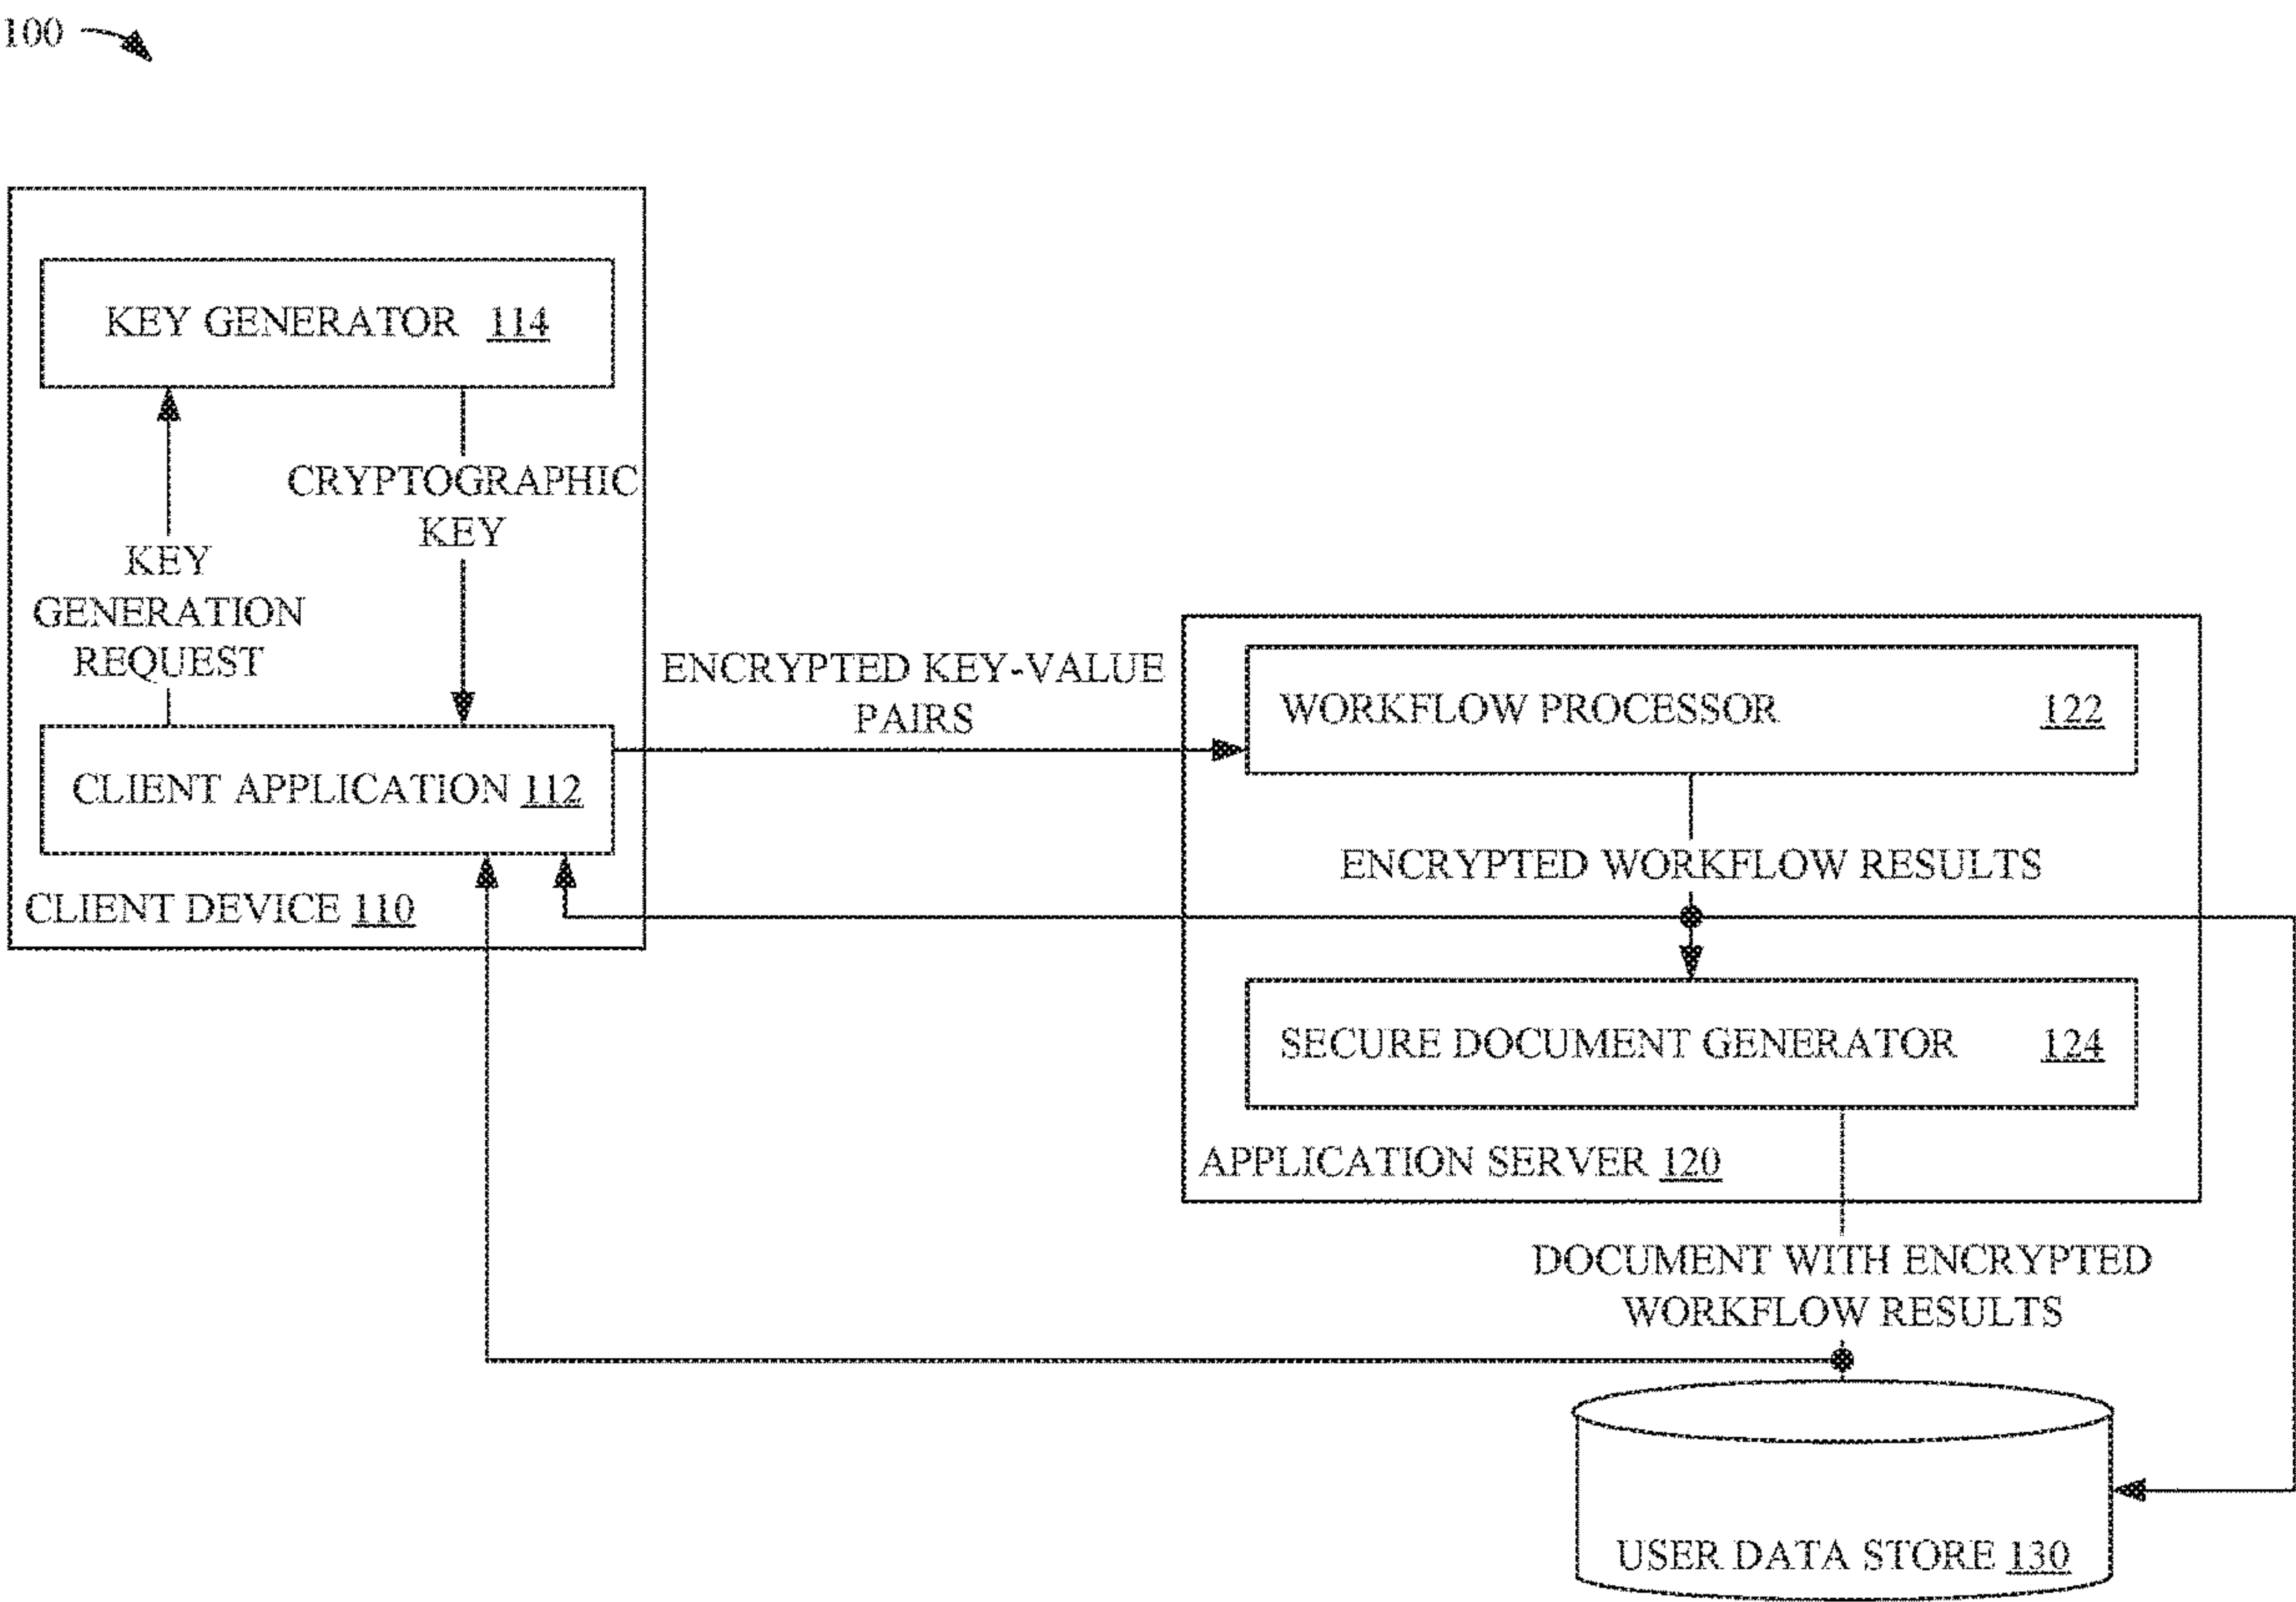 100
KEY GENERATOR 114
CRYPTOGRAPHIC
KEY
KEY
GENERATION
REQUEST
CLIENT APPLICATION 112
CLIENT DEVICE 110
ENCRYPTED KEY-VALUE
PAIRS
WORKFLOW PROCESSOR 122
ENCRYPTED WORKFLOW RESULTS
SECURE DOCUMENT GENERATOR 124
APPLICATION SERVER 120
DOCUMENT WITH ENCRYPTED
WORKFLOW RESULTS
USER DATA STORE 130